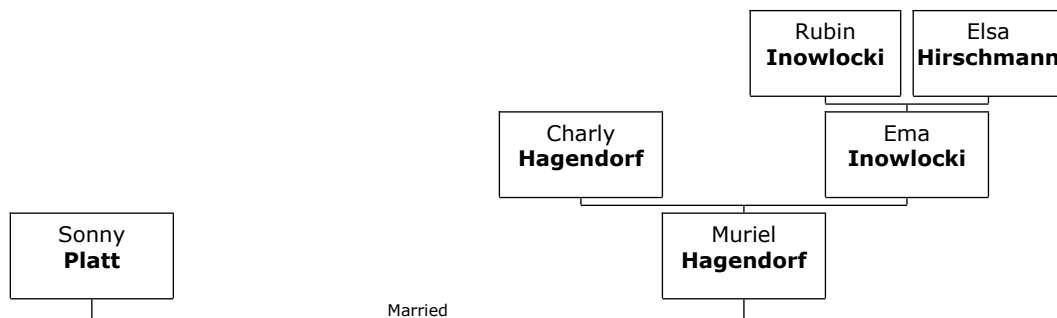 Rubin
Inowlocki
Elsa
Hirschmann
Charly
Hagendorf
Ema
Inowlocki
Sonny
Platt
Muriel
Hagendorf
Married